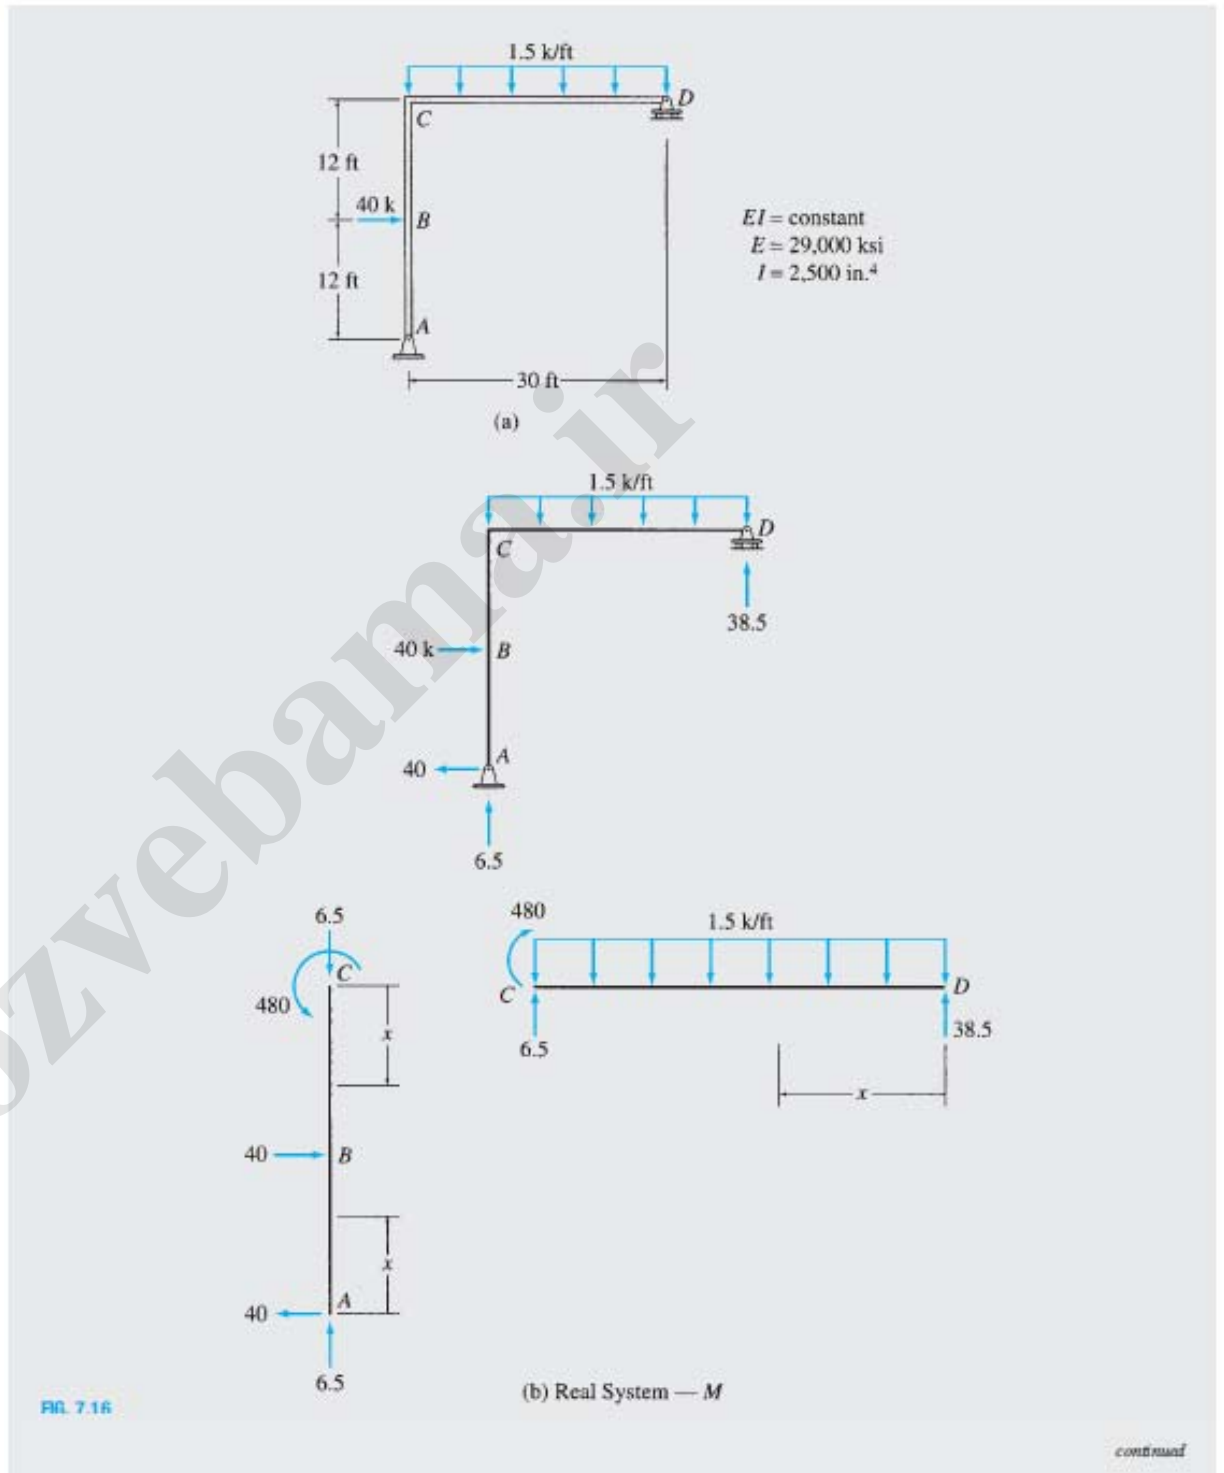 1.5 k/ft
C
D
12 ft
40 k
B
EI = constant
E = 29,000 ksi
I = 2,500 in.⁴
12 ft
A
30 ft
(a)
1.5 k/ft
C
D
38.5
40 k
B
40
A
6.5
6.5
C
480
x
40
B
x
40
A
6.5
480
1.5 k/ft
C
D
6.5
38.5
x
(b) Real System — M
FIG. 7.16
continued
ozvebama.ir